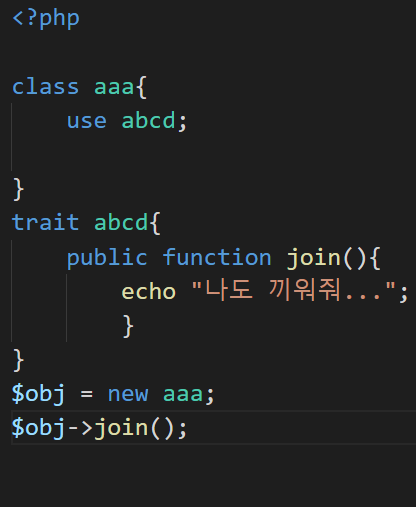 <?php
class aaa{
use abcd;
}
trait abcd{
public function join(){
echo "나도 끼워줘...";
}
}
$obj = new aaa;
$obj->join();